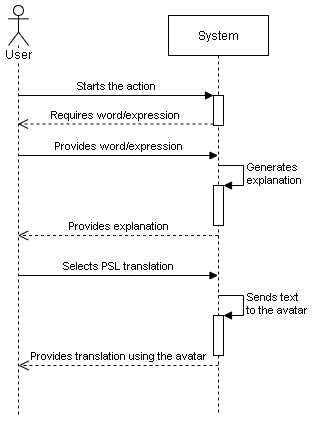 User
System
Starts the action
Requires word/expression
Provides word/expression
Generates
explanation
Provides explanation
Selects PSL translation
Sends text
to the avatar
Provides translation using the avatar